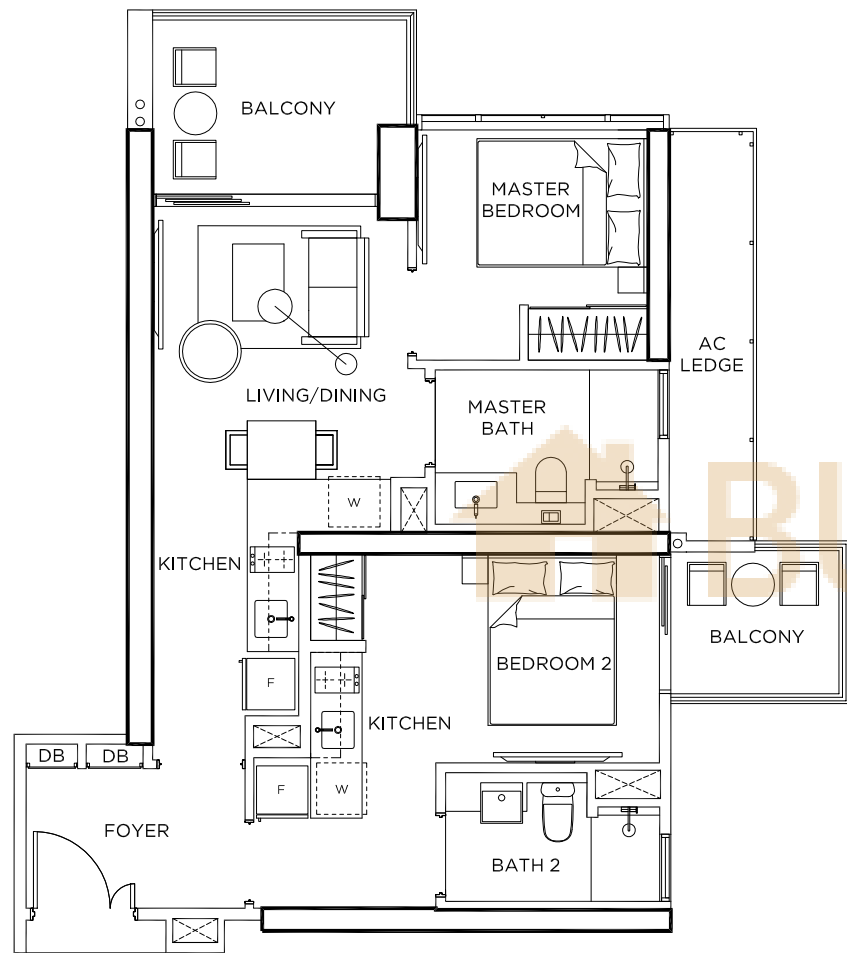 BALCONY
MASTER
BEDROOM
AC
LEDGE
LIVING/DINING
MASTER
BATH
W
BU
KITCHEN
BALCONY
BEDROOM 2
F
KITCHEN
DB
DB
F
W
FOYER
BATH 2